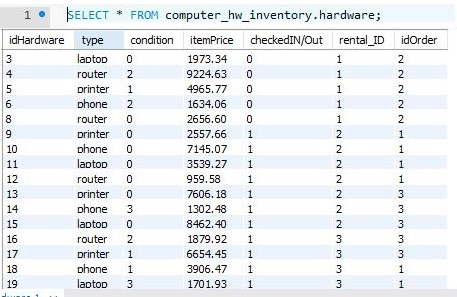 1 SELECT * FROM computer_hw_inventory.hardware;
idHardware type condition itemPrice checkedIN/Out rental_ID idOrder
3 laptop 0 1973.34 0 1 2
4 router 2 9224.63 0 1 2
5 printer 1 4965.77 0 1 2
6 phone 2 1634.06 0 1 2
8 router 0 2656.60 0 1 2
9 printer 0 2557.66 1 2 1
10 phone 0 7145.07 1 2 1
11 laptop 0 3539.27 1 2 1
12 router 0 959.58 1 2 1
13 printer 0 7606.18 1 2 3
14 phone 3 1302.48 1 2 3
15 laptop 0 8462.40 1 2 3
16 router 2 1879.92 1 3 3
17 printer 1 6654.45 1 3 3
18 phone 1 3906.47 1 3 1
19 laptop 3 1701.93 1 3 1